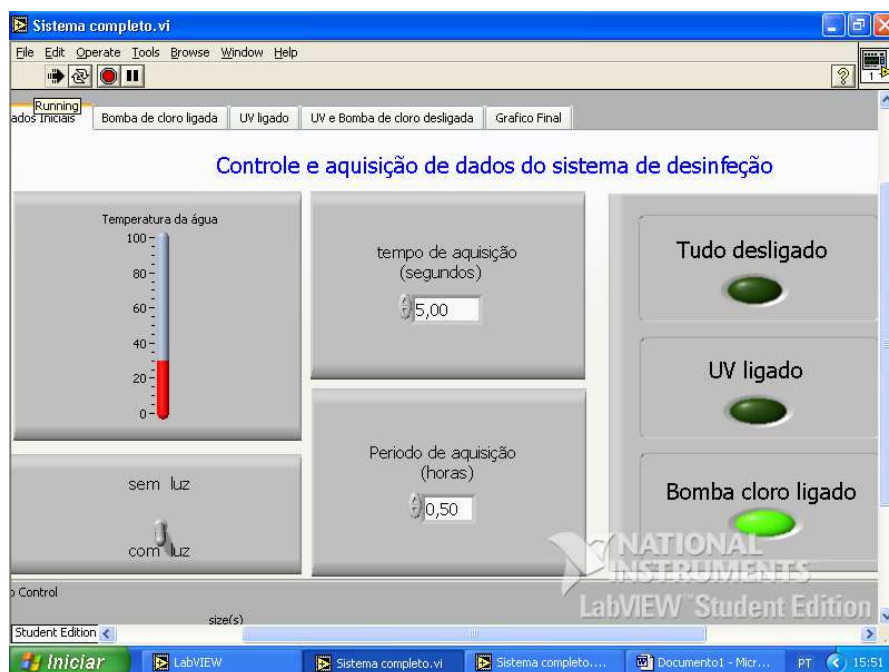 Sistema completo.vi
File Edit Operate Tools Browse Window Help
1
Running
ados Iniciais
Bomba de cloro ligada
UV ligado
UV e Bomba de cloro desligada
Grafico Final
Controle e aquisição de dados do sistema de desinfeção
Temperatura da água
100
80
60
40
20
0
tempo de aquisição
(segundos)
5,00
Periodo de aquisição
(horas)
0,50
sem luz
com luz
Tudo desligado
UV ligado
Bomba cloro ligado
NATIONAL
INSTRUMENTS
LabVIEW™ Student Edition
o Control
size(s)
Student Edition
Iniciar
LabVIEW
Sistema completo.vi
Sistema completo....
Documento1 - Micr...
PT
15:51